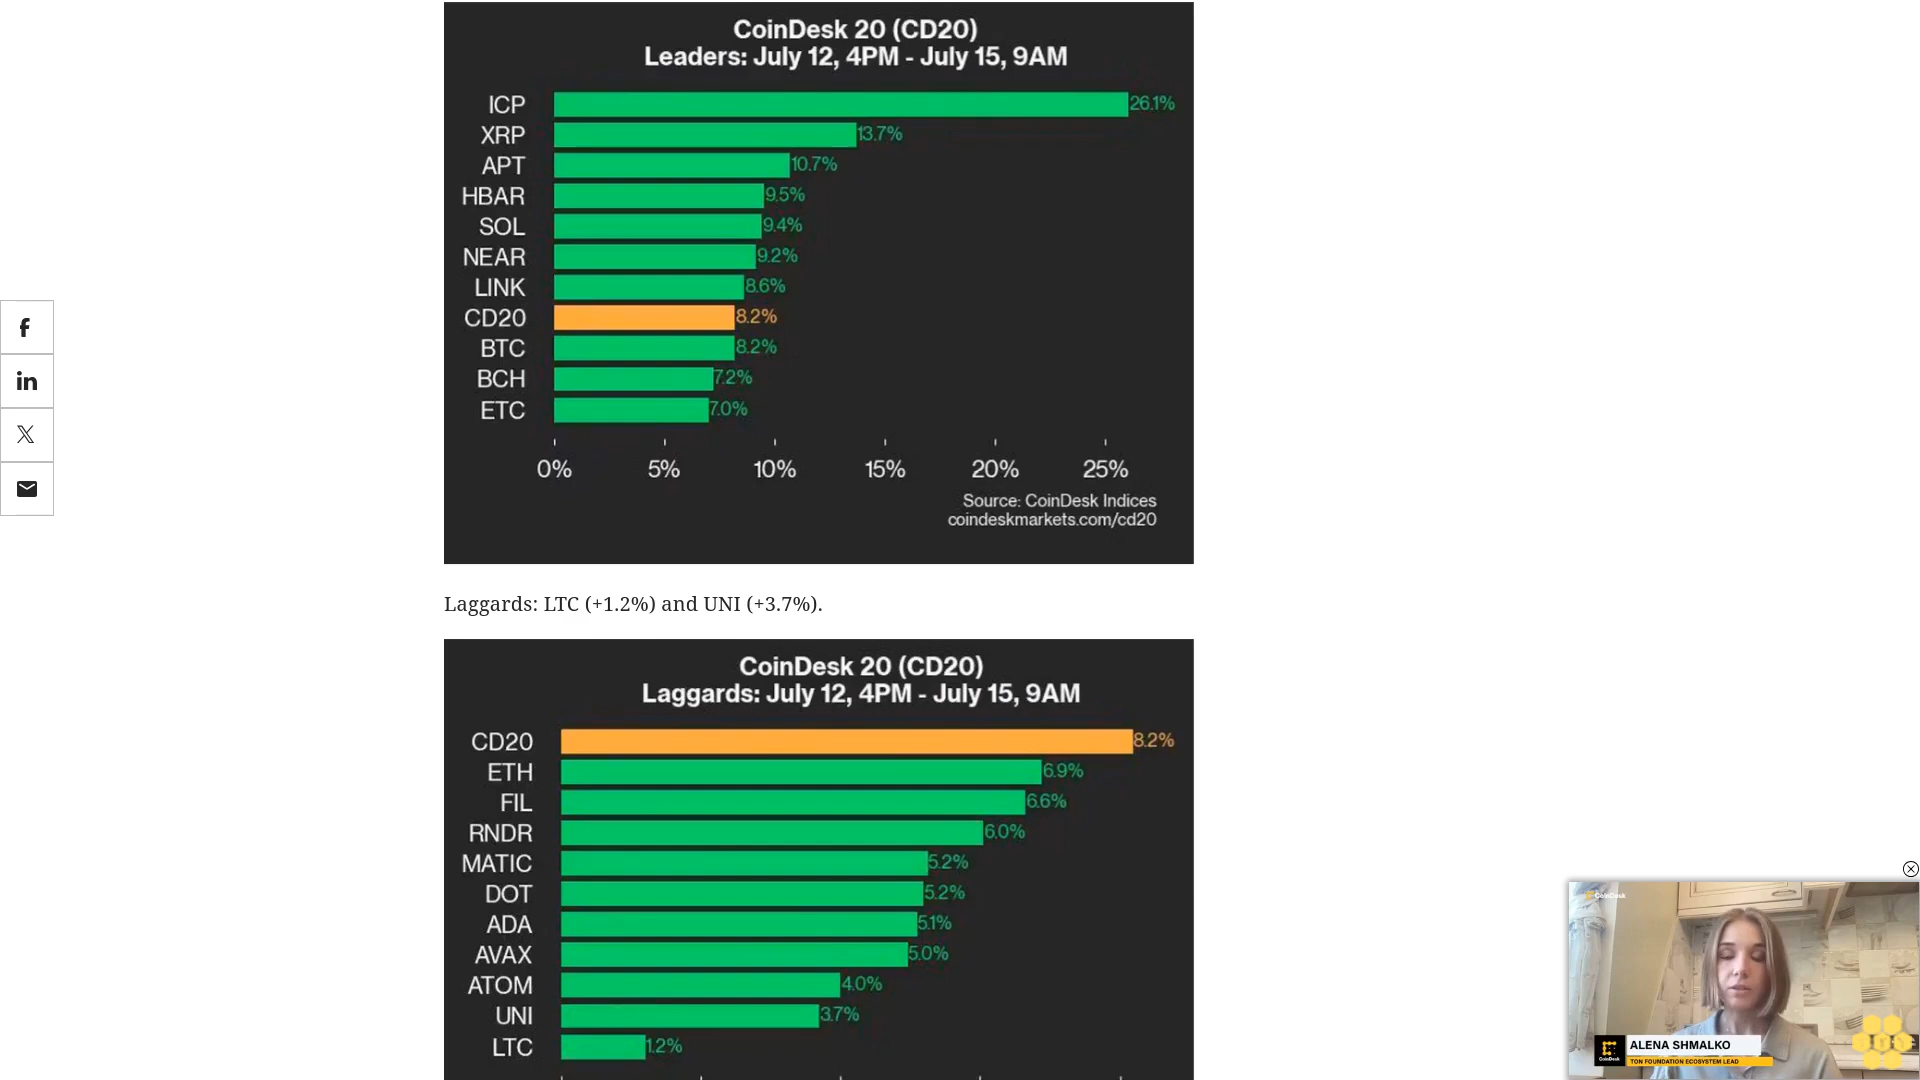 CoinDesk 20 (CD20)
Leaders: July 12, 4PM - July 15, 9AM
ICP 26.1%
XRP 13.7%
APT 10.7%
HBAR 9.5%
SOL 9.4%
NEAR 9.2%
LINK 8.6%
CD20 8.2%
BTC 8.2%
BCH 7.2%
ETC 7.0%
0% 5% 10% 15% 20% 25%
Source: CoinDesk Indices
coindeskmarkets.com/cd20
Laggards: LTC (+1.2%) and UNI (+3.7%).
CoinDesk 20 (CD20)
Laggards: July 12, 4PM - July 15, 9AM
CD20 8.2%
ETH 6.9%
FIL 6.6%
RNDR 6.0%
MATIC 5.2%
DOT 5.2%
ADA 5.1%
AVAX 5.0%
ATOM 4.0%
UNI 3.7%
LTC 1.2%
f
in
X
CoinDesk
CoinDesk
ALENA SHMALKO
TON FOUNDATION ECOSYSTEM LEAD